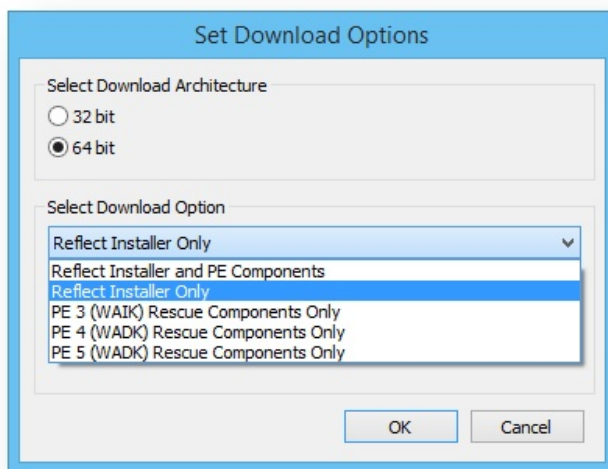 Set Download Options
Select Download Architecture
32 bit
64 bit
Select Download Option
Reflect Installer Only
Reflect Installer and PE Components
Reflect Installer Only
PE 3 (WAIK) Rescue Components Only
PE 4 (WADK) Rescue Components Only
PE 5 (WADK) Rescue Components Only
OK
Cancel